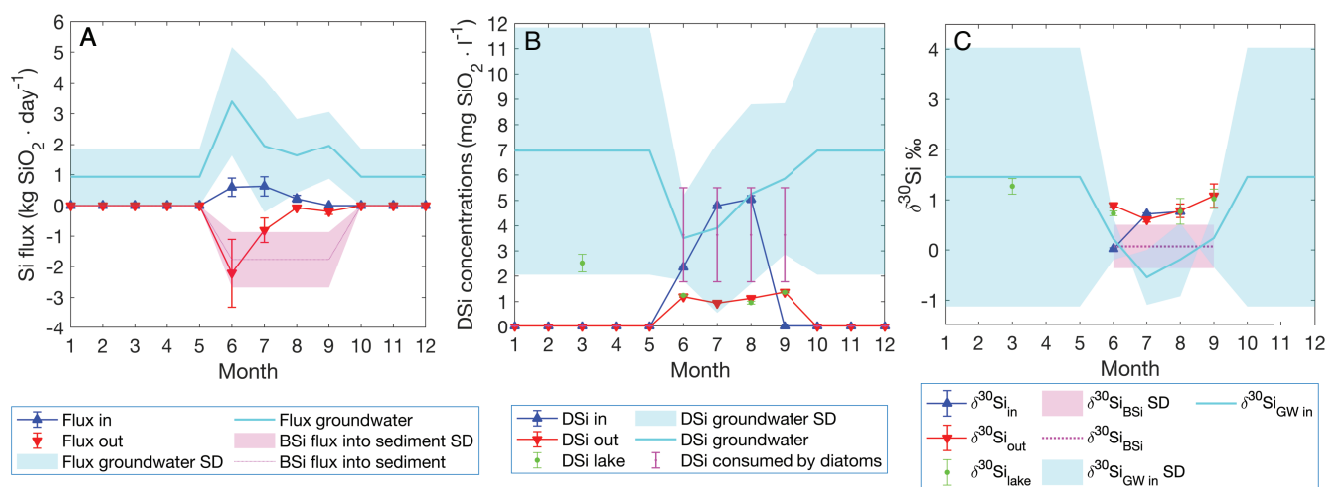 A
Si flux (kg SiO2 · day-1)
6
5
4
3
2
1
0
-1
-2
-3
-4
1 2 3 4 5 6 7 8 9 10 11 12
Month
Flux in
Flux out
Flux groundwater SD
Flux groundwater
BSi flux into sediment SD
BSi flux into sediment
B
DSi concentrations (mg SiO2 · l-1)
12
11
10
9
8
7
6
5
4
3
2
1
0
1 2 3 4 5 6 7 8 9 10 11 12
Month
DSi in
DSi out
DSi lake
DSi groundwater SD
DSi groundwater
DSi consumed by diatoms
C
δ30Si ‰
4
3
2
1
0
-1
1 2 3 4 5 6 7 8 9 10 11 12
Month
δ30Siin
δ30Siout
δ30Silake
δ30SiBSi SD
δ30SiBSi
δ30SiGW in SD
δ30SiGW in